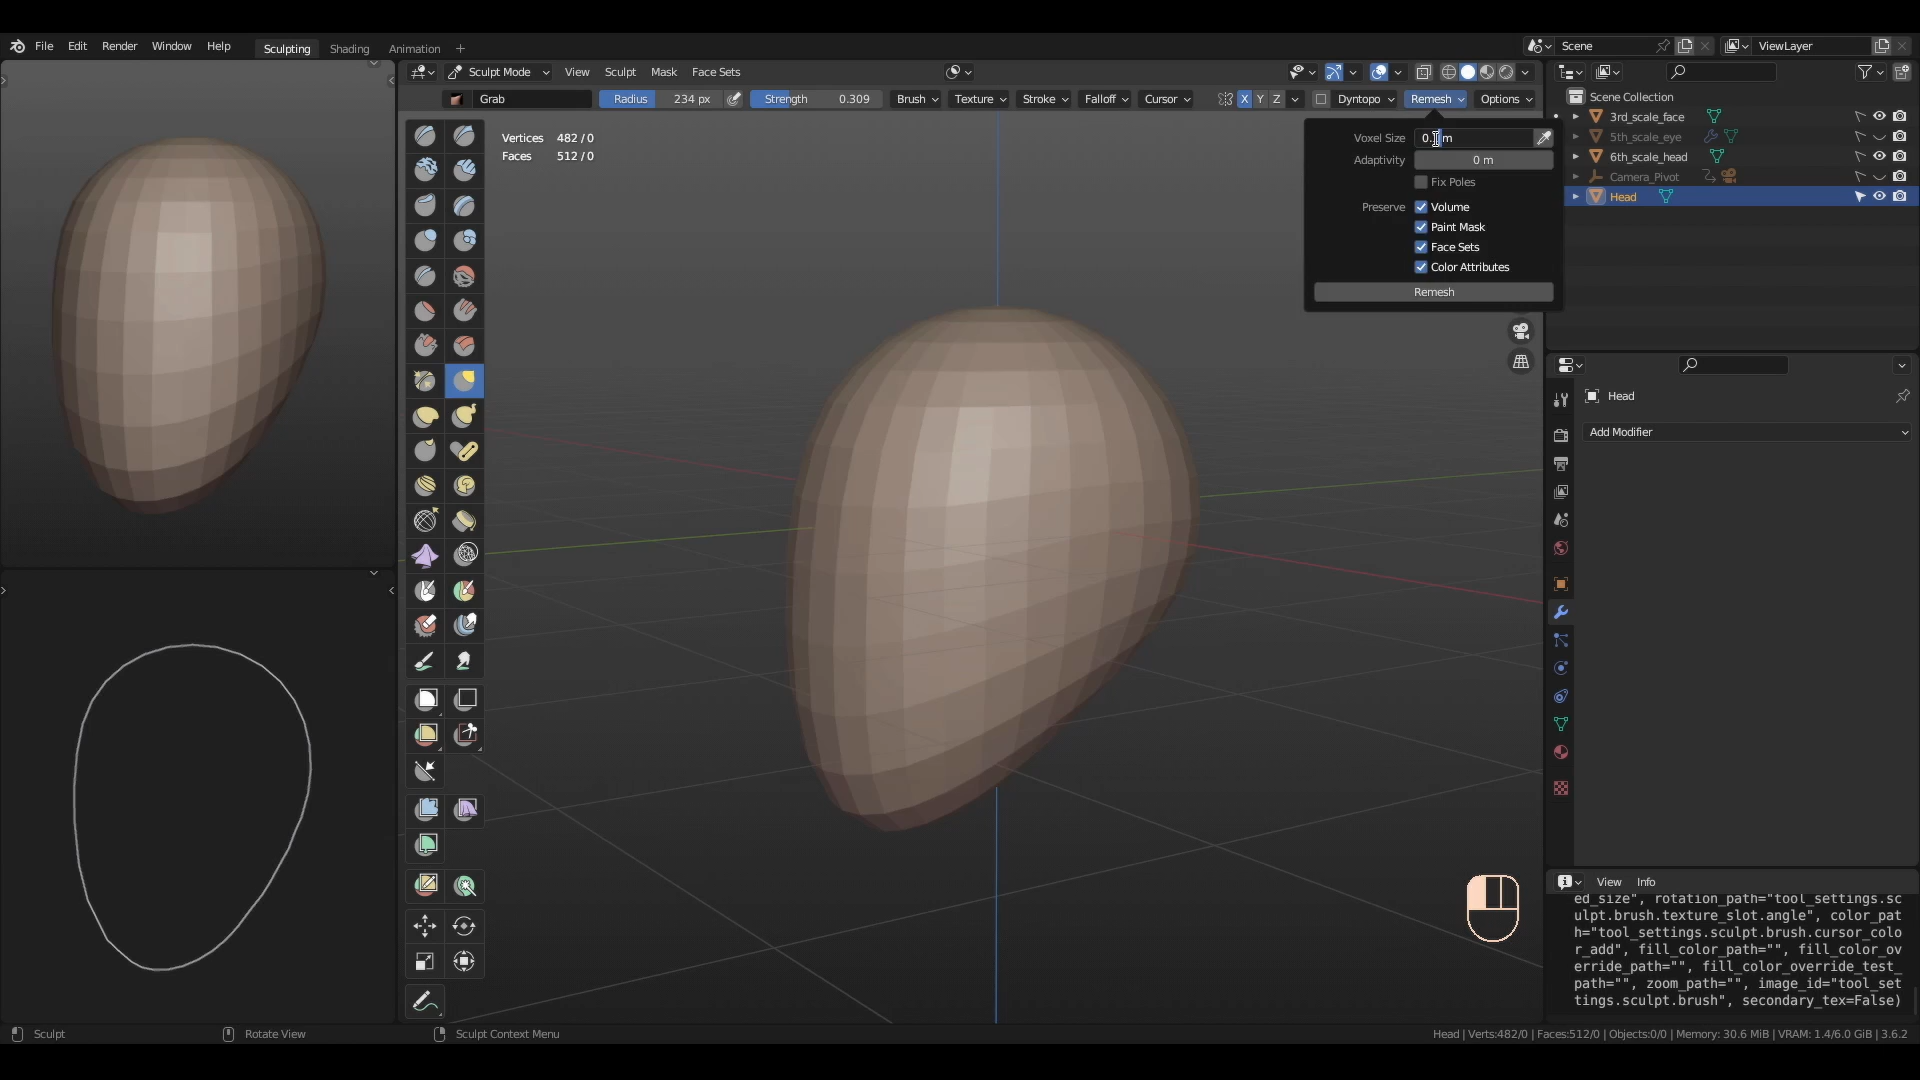 File Edit Render Window Help Sculpting Shading Animation + Scene ViewLayer
Sculpt Mode View Sculpt Mask Face Sets
Grab Radius 234 px Strength 0.309 Brush Texture Stroke Falloff Cursor X Y Z Dyntopo Remesh Options
Scene Collection
3rd_scale_face
5th_scale_eye
6th_scale_head
Camera_Pivot
Head
Vertices 482 / 0
Faces 512 / 0
Voxel Size
Adaptivity 0 m
Fix Poles
Preserve Volume
Paint Mask
Face Sets
Color Attributes
Remesh
Head
Add Modifier
View Info
ed_size", rotation_path="tool_settings.sc
ulpt.brush.texture_slot.angle", color_pat
h="tool_settings.sculpt.brush.cursor_colo
r_add", fill_color_path="", fill_color_ov
erride_path="", fill_color_override_test_
path="", zoom_path="", image_id="tool_set
tings.sculpt.brush", secondary_tex=False)
Sculpt Rotate View Sculpt Context Menu Head | Verts:482/0 | Faces:512/0 | Objects:0/0 | Memory: 30.6 MiB | VRAM: 1.4/6.0 GiB | 3.6.2